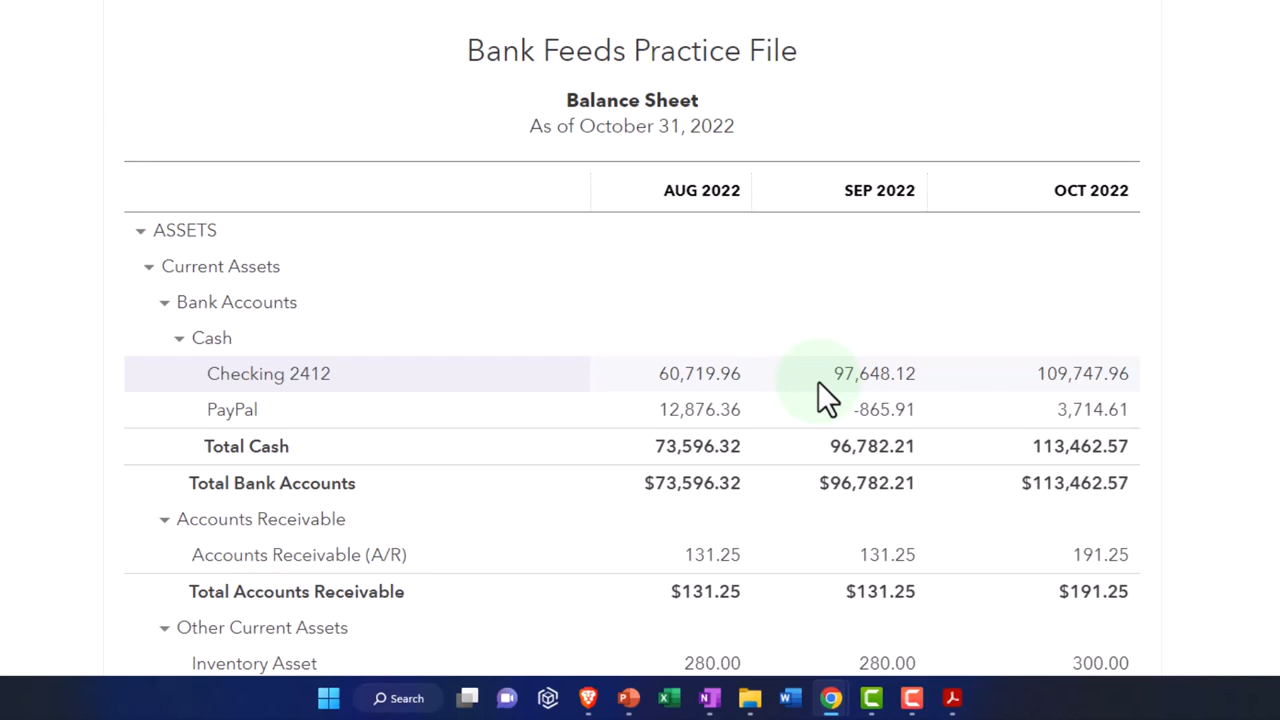 Bank Feeds Practice File
Balance Sheet
As of October 31, 2022
AUG 2022 SEP 2022 OCT 2022
ASSETS
Current Assets
Bank Accounts
Cash
Checking 2412 60,719.96 97,648.12 109,747.96
PayPal 12,876.36 -865.91 3,714.61
Total Cash 73,596.32 96,782.21 113,462.57
Total Bank Accounts $73,596.32 $96,782.21 $113,462.57
Accounts Receivable
Accounts Receivable (A/R) 131.25 131.25 191.25
Total Accounts Receivable $131.25 $131.25 $191.25
Other Current Assets
Inventory Asset 280.00 280.00 300.00
Search